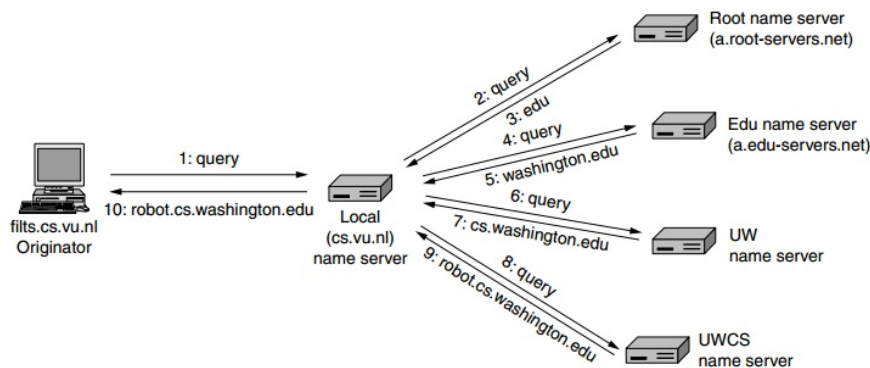 Root name server
(a.root-servers.net)
2: query
3: edu
4: query
5: washington.edu
Edu name server
(a.edu-servers.net)
1: query
10: robot.cs.washington.edu
filts.cs.vu.nl
Originator
Local
(cs.vu.nl)
name server
6: query
7: cs.washington.edu
UW
name server
8: query
9: robot.cs.washington.edu
UWCS
name server